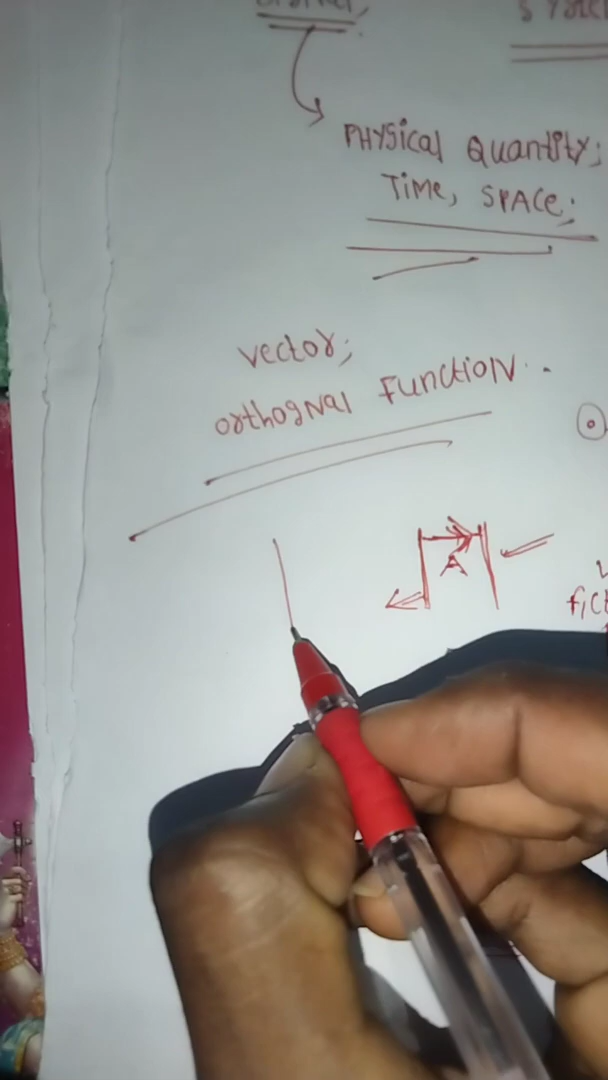 PHYSical Quantity;
TIME, SPACe;
vector;
orthogNal FunctioN..
A